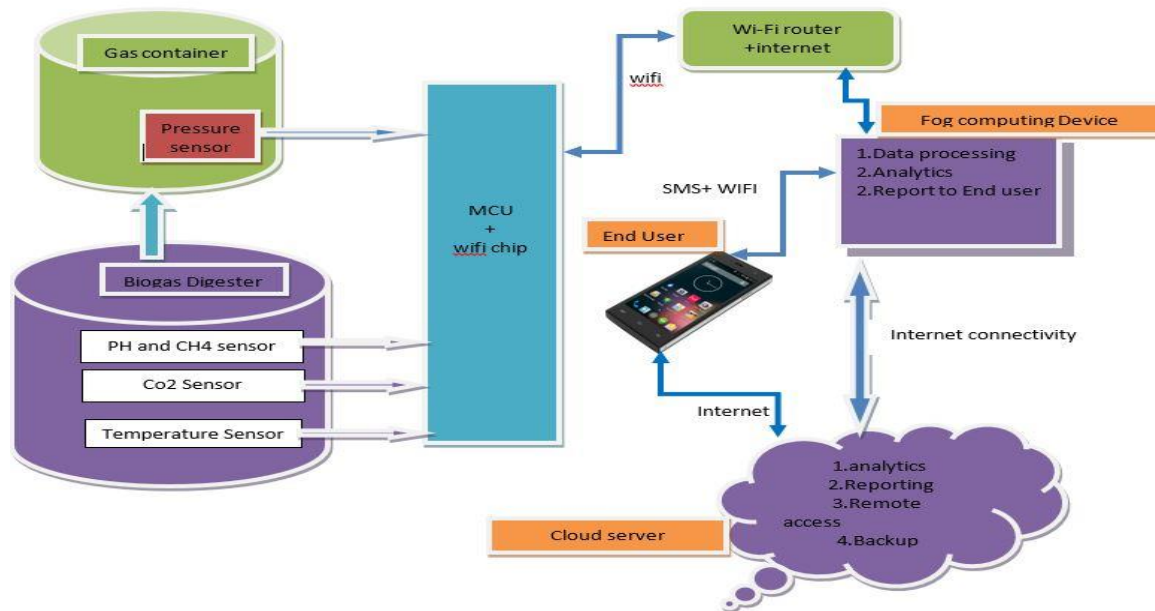 Gas container
Pressure
sensor
Biogas Digester
PH and CH4 sensor
Co2 Sensor
Temperature Sensor
MCU
+
wifi chip
wifi
Wi-Fi router
+internet
Fog computing Device
1.Data processing
2.Analytics
2.Report to End user
SMS+ WIFI
End User
Internet connectivity
Internet
1.analytics
2.Reporting
3.Remote
access
4.Backup
Cloud server